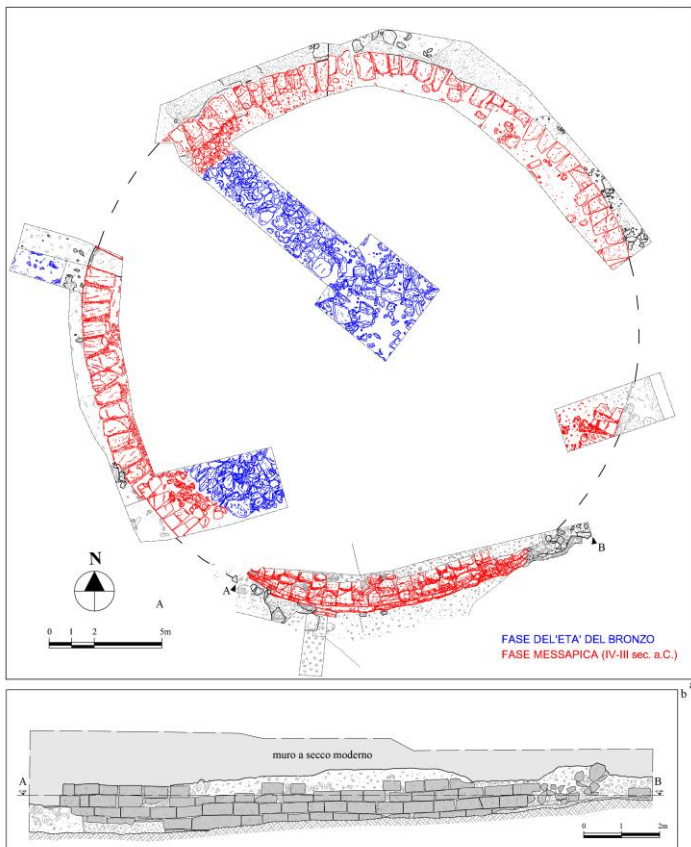 N
A
0 1 2 5m
A
B
FASE DEL'ETA' DEL BRONZO
FASE MESSAPICA (IV-III sec. a.C.)
a
b
muro a secco moderno
A
B
0 1 2m